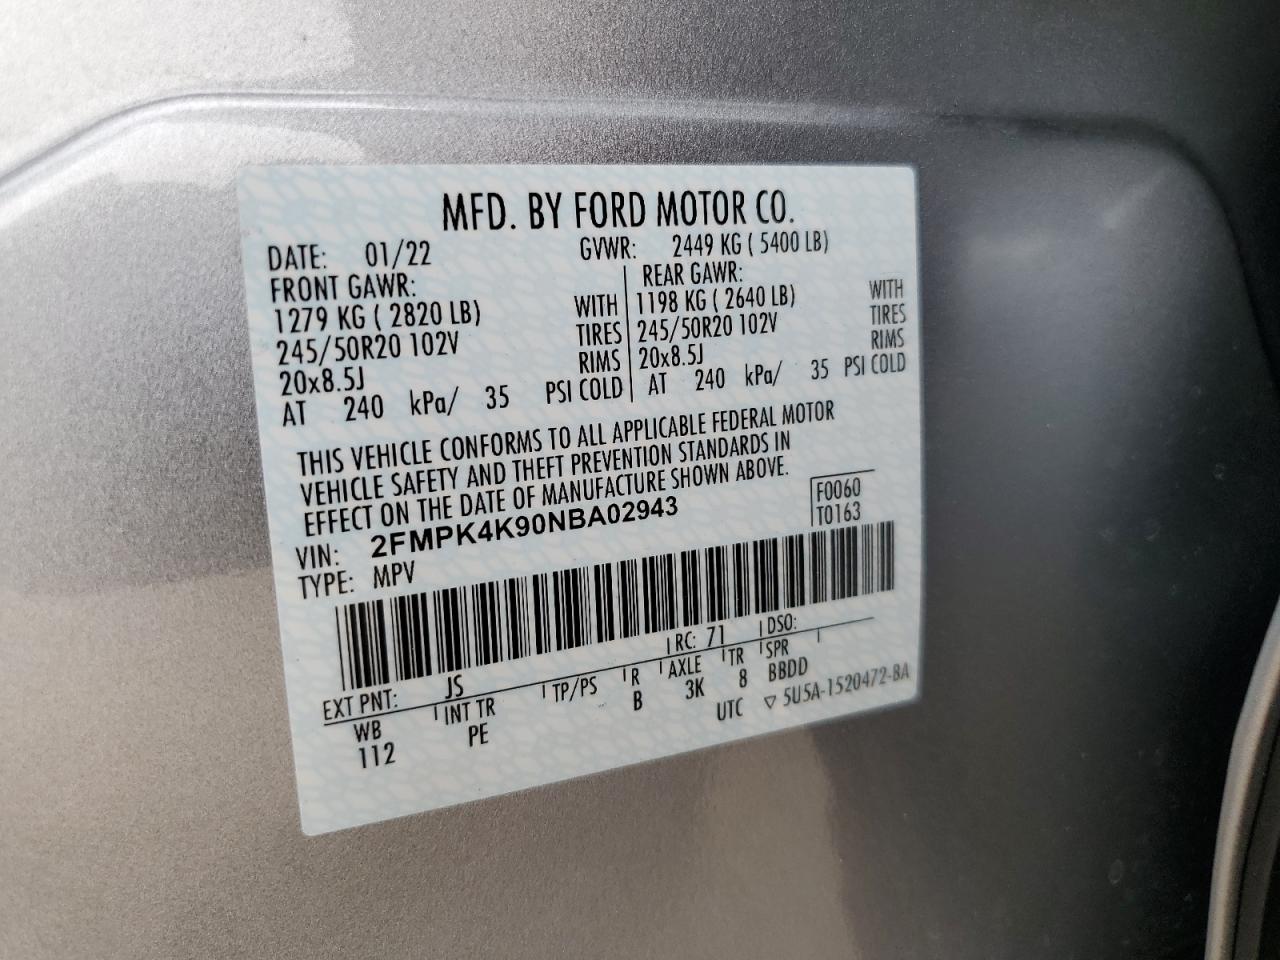 MFD. BY FORD MOTOR CO.
DATE: 01/22 GVWR: 2449 KG ( 5400 LB)
FRONT GAWR: REAR GAWR:
1279 KG ( 2820 LB) WITH 1198 KG ( 2640 LB) WITH
245/50R20 102V TIRES 245/50R20 102V TIRES
20x8.5J RIMS 20x8.5J RIMS
AT 240 kPa/ 35 PSI COLD AT 240 kPa/ 35 PSI COLD
THIS VEHICLE CONFORMS TO ALL APPLICABLE FEDERAL MOTOR
VEHICLE SAFETY AND THEFT PREVENTION STANDARDS IN
EFFECT ON THE DATE OF MANUFACTURE SHOWN ABOVE.
VIN: 2FMPK4K90NBA02943 F0060
TYPE: MPV T0163
EXT PNT: JS RC: 71 DSO:
WB INT TR TP/PS R AXLE TR SPR
112 PE B 3K 8 BBDD
UTC ▽ 5U5A-1520472-BA